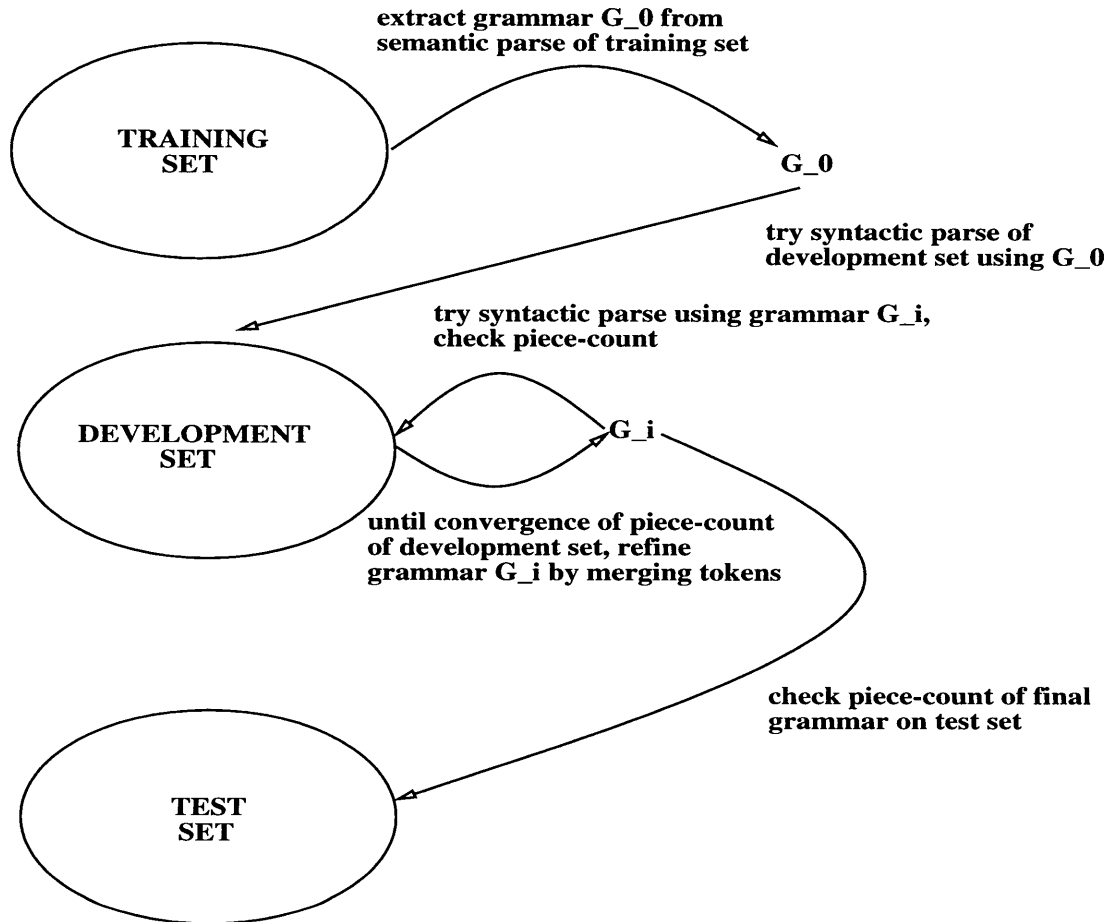 extract grammar G_0 from
semantic parse of training set
TRAINING
SET
G_0
try syntactic parse of
development set using G_0
try syntactic parse using grammar G_i,
check piece-count
DEVELOPMENT
SET
G_i
until convergence of piece-count
of development set, refine
grammar G_i by merging tokens
check piece-count of final
grammar on test set
TEST
SET